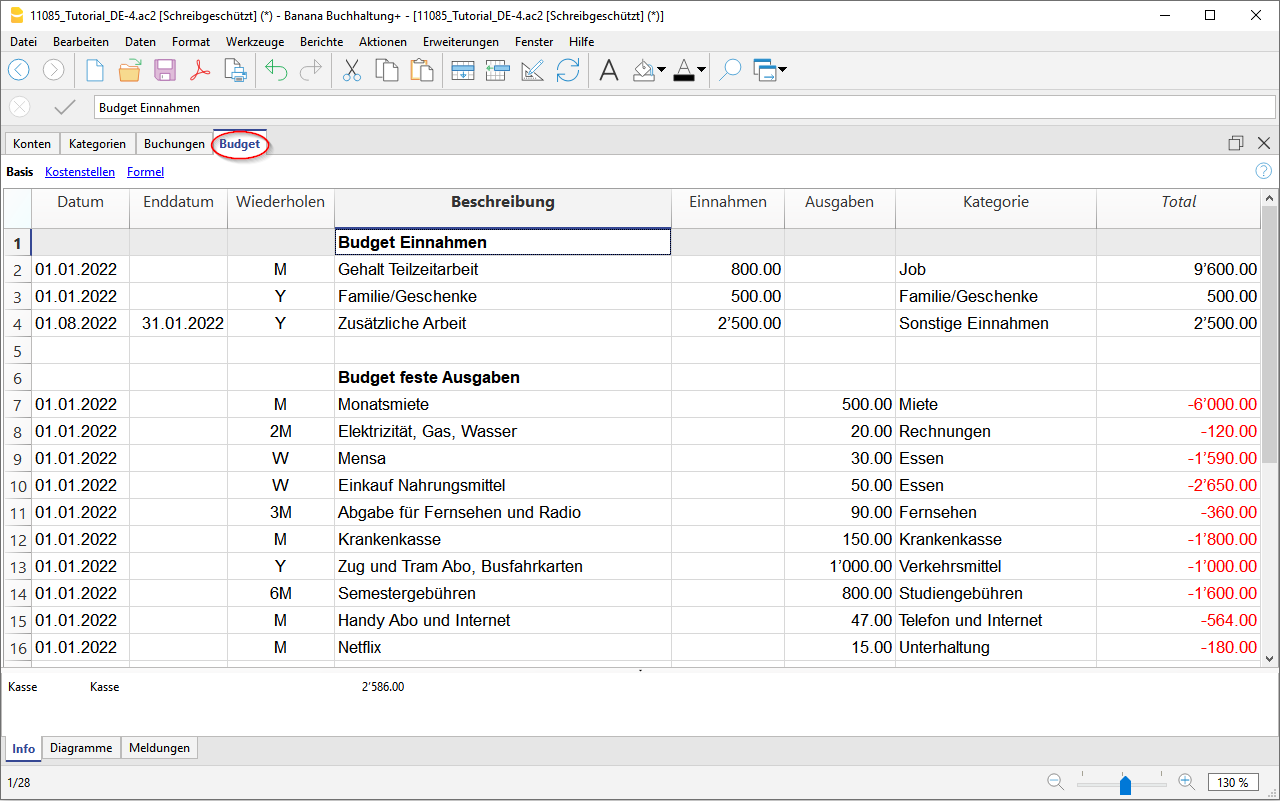 11085_Tutorial_DE-4.ac2 [Schreibgeschützt] (*) - Banana Buchhaltung+ - [11085_Tutorial_DE-4.ac2 [Schreibgeschützt] (*)]
Datei Bearbeiten Daten Format Werkzeuge Berichte Aktionen Erweiterungen Fenster Hilfe
Budget Einnahmen
Konten Kategorien Buchungen Budget
Basis Kostenstellen Formel
Datum Enddatum Wiederholen Beschreibung Einnahmen Ausgaben Kategorie Total
1 Budget Einnahmen
2 01.01.2022 M Gehalt Teilzeitarbeit 800.00 Job 9’600.00
3 01.01.2022 Y Familie/Geschenke 500.00 Familie/Geschenke 500.00
4 01.08.2022 31.01.2022 Y Zusätzliche Arbeit 2’500.00 Sonstige Einnahmen 2’500.00
5
6 Budget feste Ausgaben
7 01.01.2022 M Monatsmiete 500.00 Miete -6’000.00
8 01.01.2022 2M Elektrizität, Gas, Wasser 20.00 Rechnungen -120.00
9 01.01.2022 W Mensa 30.00 Essen -1’590.00
10 01.01.2022 W Einkauf Nahrungsmittel 50.00 Essen -2’650.00
11 01.01.2022 3M Abgabe für Fernsehen und Radio 90.00 Fernsehen -360.00
12 01.01.2022 M Krankenkasse 150.00 Krankenkasse -1’800.00
13 01.01.2022 Y Zug und Tram Abo, Busfahrkarten 1’000.00 Verkehrsmittel -1’000.00
14 01.01.2022 6M Semestergebühren 800.00 Studiengebühren -1’600.00
15 01.01.2022 M Handy Abo und Internet 47.00 Telefon und Internet -564.00
16 01.01.2022 M Netflix 15.00 Unterhaltung -180.00
Kasse Kasse 2’586.00
Info Diagramme Meldungen
1/28 130 %